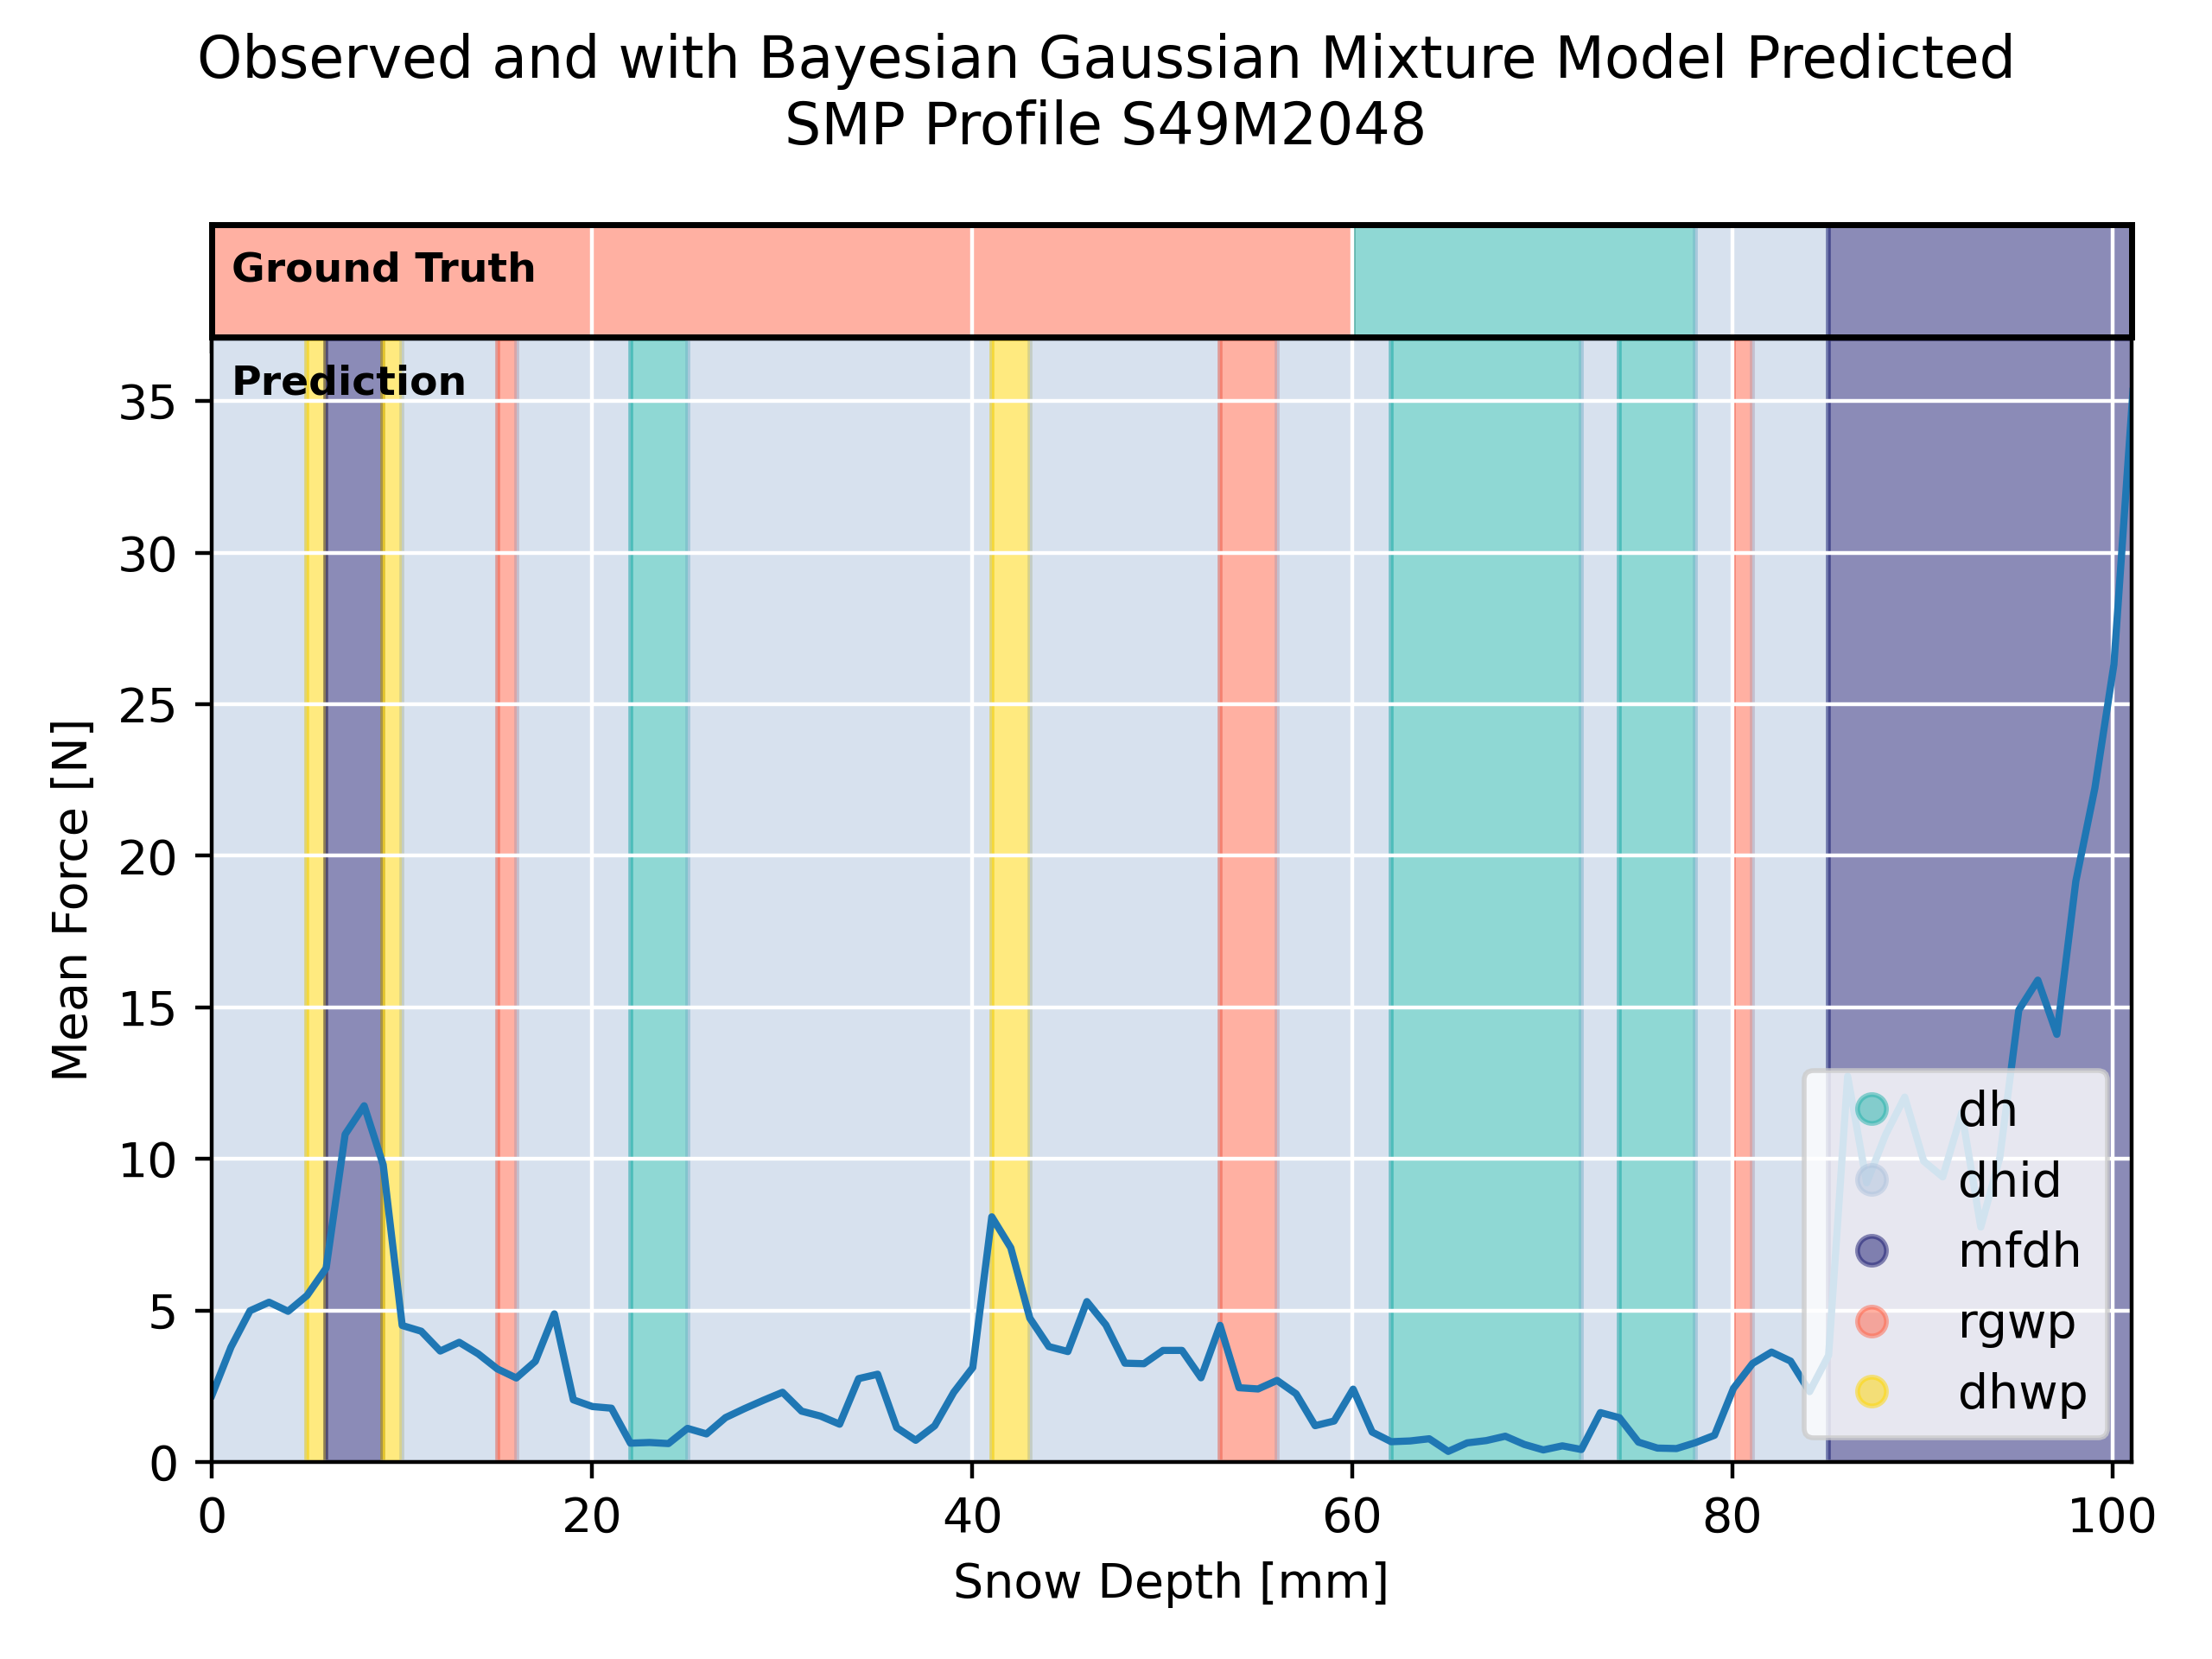 Observed and with Bayesian Gaussian Mixture Model Predicted
SMP Profile S49M2048
Ground Truth
Prediction
35
30
25
20
15
10
5
0
Mean Force [N]
dh
dhid
mfdh
rgwp
dhwp
0 20 40 60 80 100
Snow Depth [mm]